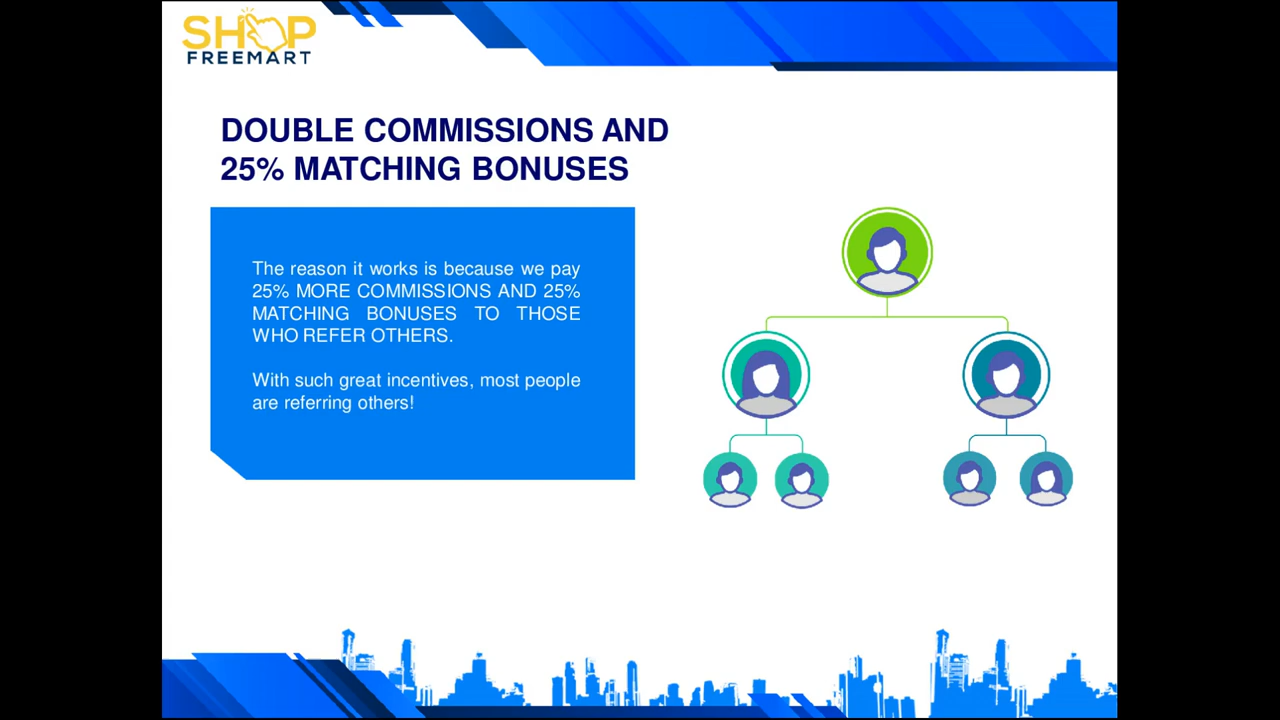 SHOP
FREEMART
DOUBLE COMMISSIONS AND
25% MATCHING BONUSES
The reason it works is because we pay
25% MORE COMMISSIONS AND 25%
MATCHING BONUSES TO THOSE
WHO REFER OTHERS.
With such great incentives, most people
are referring others!